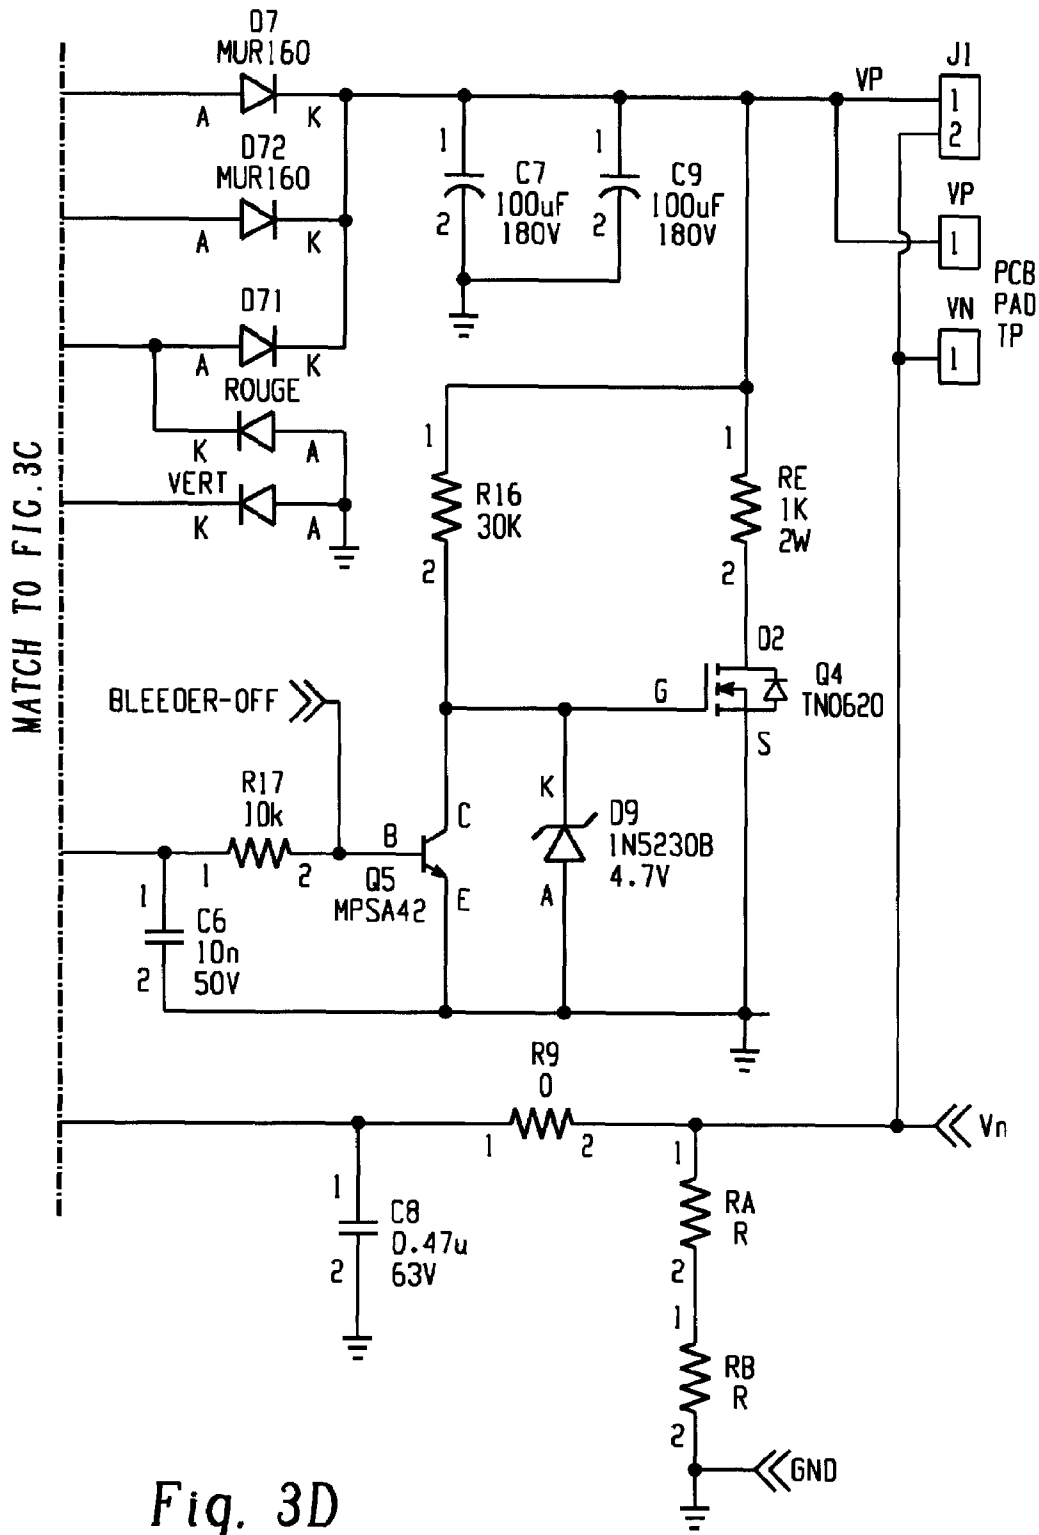 D7
MUR160
A
K
D72
MUR160
A
K
D71
A
K
ROUGE
K
A
VERT
K
A
1
C7
100uF
180V
2
1
C9
100uF
180V
2
VP
J1
1
2
VP
1
VN
1
PCB
PAD
TP
MATCH TO FIG.3C
1
R16
30K
2
1
RE
1K
2W
2
D2
G
S
Q4
TN0620
BLEEDER-OFF
R17
10k
1
2
B
C
E
Q5
MPSA42
K
D9
1N5230B
4.7V
A
1
C6
10n
50V
2
R9
0
1
2
Vn
1
C8
0.47u
63V
2
1
RA
R
2
1
RB
R
2
GND
Fig. 3D